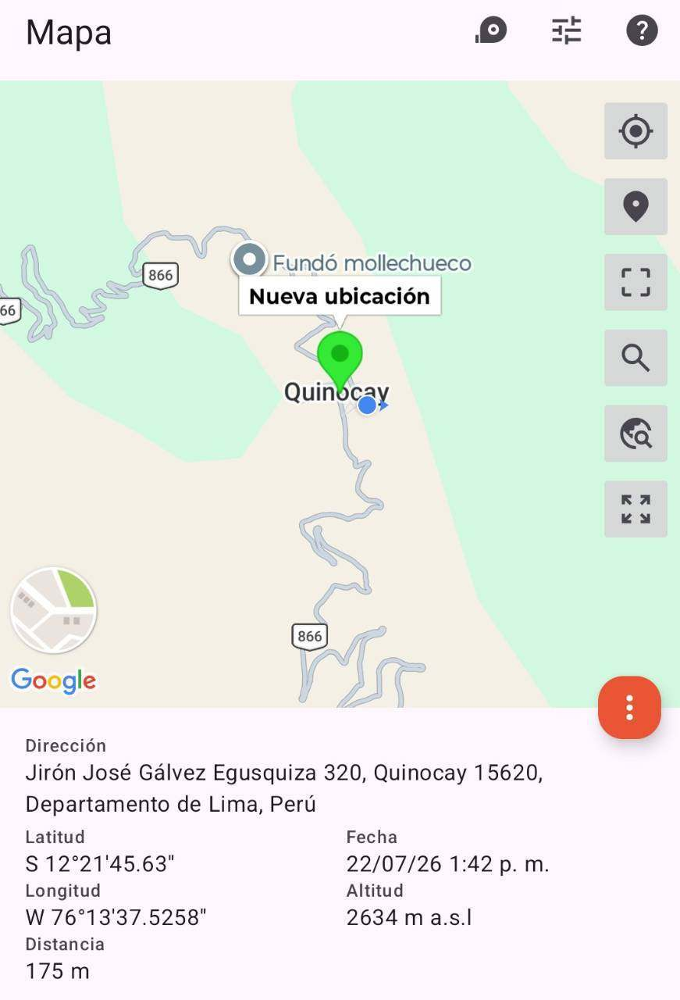 Mapa
866
Fundó mollechueco
Nueva ubicación
66
Quinocay
866
Google
Dirección
Jirón José Gálvez Egusquiza 320, Quinocay 15620,
Departamento de Lima, Perú
Latitud
S 12°21'45.63"
Fecha
22/07/26 1:42 p. m.
Longitud
W 76°13'37.5258"
Altitud
2634 m a.s.l
Distancia
175 m